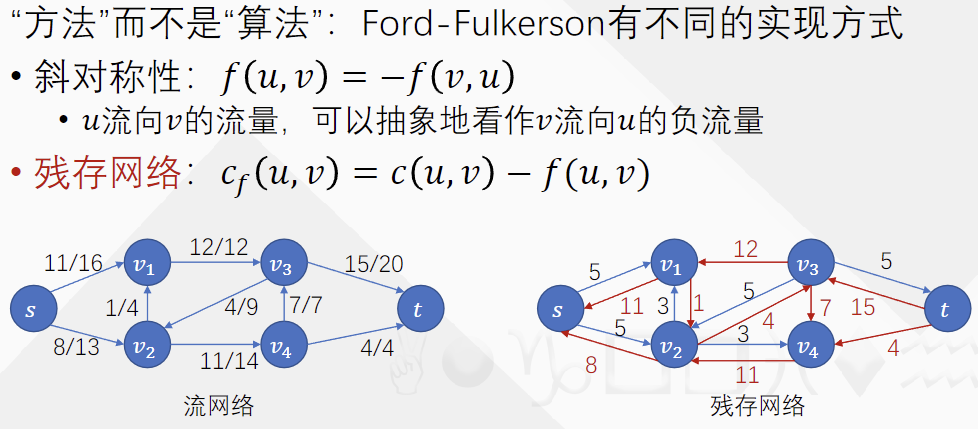 “方法”而不是“算法”：Ford-Fulkerson有不同的实现方式
• 斜对称性：f(u, v) = −f(v, u)
• u流向v的流量，可以抽象地看作v流向u的负流量
• 残存网络：c_f(u, v) = c(u, v) − f(u, v)
12/12
11/16 v₁ v₃ 15/20
s 1/4 4/9 7/7 t
8/13 v₂ v₄ 4/4
11/14
流网络
12
5 v₁ v₃ 5
s 11 3 1 5 4 7 15 t
5 v₂ 3 v₄ 4
8 11
残存网络